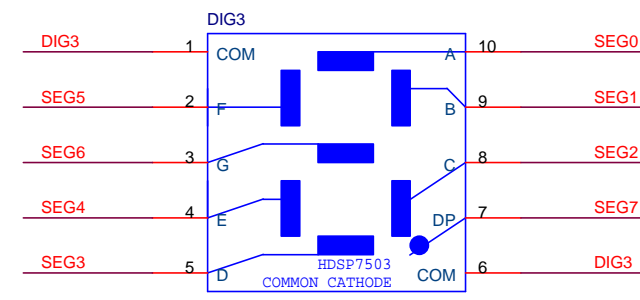 DIG3
DIG3 1 COM A 10 SEG0
SEG5 2 F B 9 SEG1
SEG6 3 G C 8 SEG2
SEG4 4 E DP 7 SEG7
SEG3 5 D COM 6 DIG3
HDSP7503
COMMON CATHODE